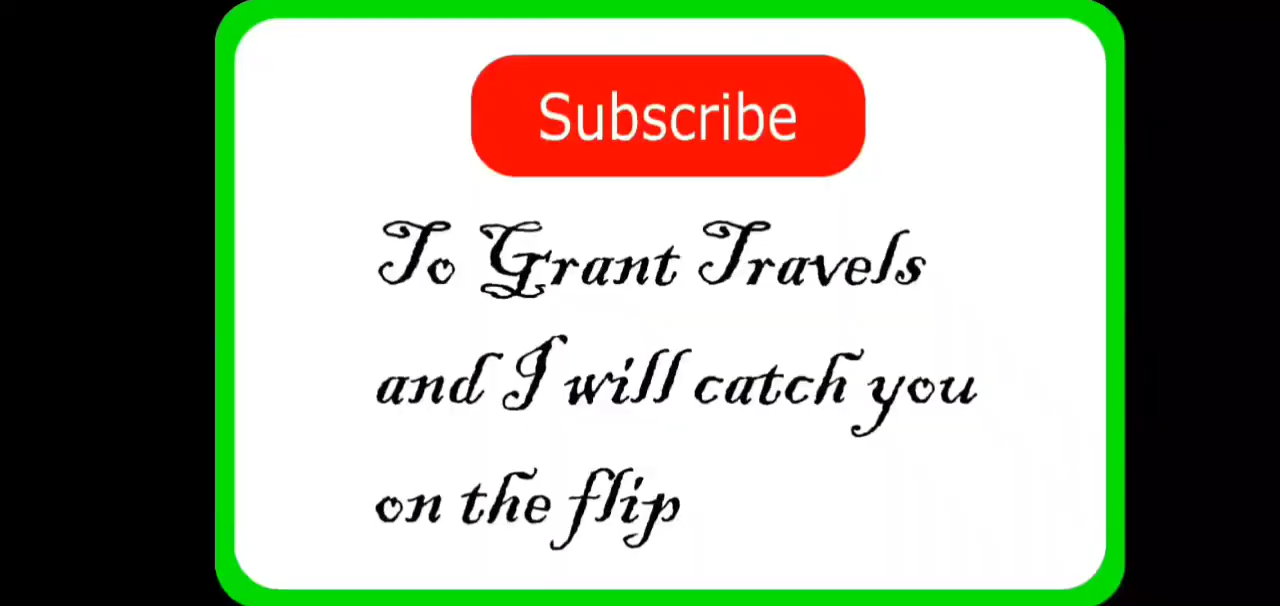 Subscribe
To Grant Travels
and I will catch you
on the flip